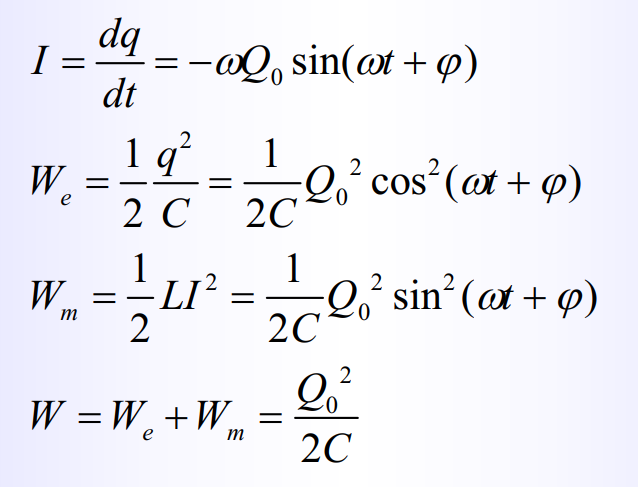 I = dq/dt = −ωQ₀ sin(ωt + φ)
Wₑ = 1/2 q²/C = 1/2C Q₀² cos²(ωt + φ)
Wₘ = 1/2 LI² = 1/2C Q₀² sin²(ωt + φ)
W = Wₑ + Wₘ = Q₀²/2C